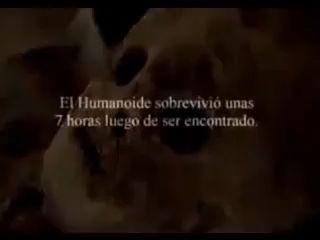 El Humanoide sobrevivió unas
7 horas luego de ser encontrado.